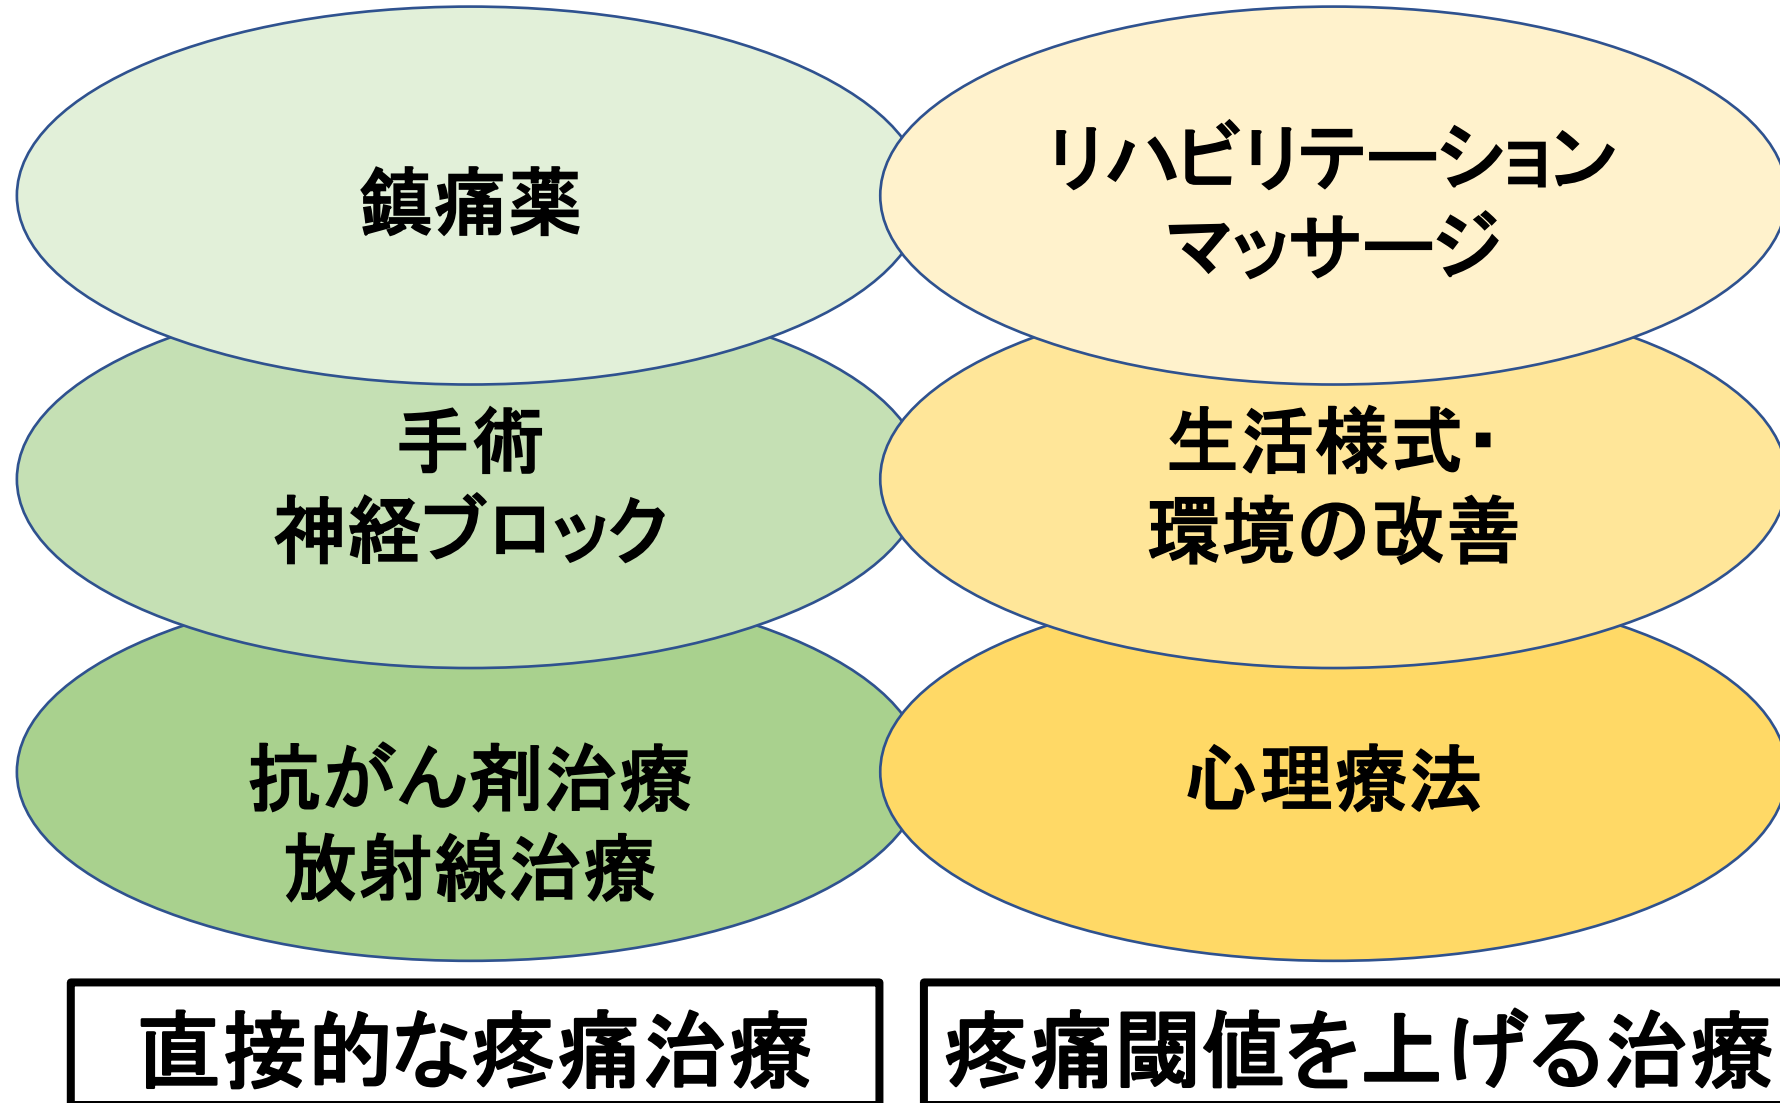 鎮痛薬
手術
神経ブロック
抗がん剤治療
放射線治療
直接的な疼痛治療
リハビリテーション
マッサージ
生活様式・
環境の改善
心理療法
疼痛閾値を上げる治療